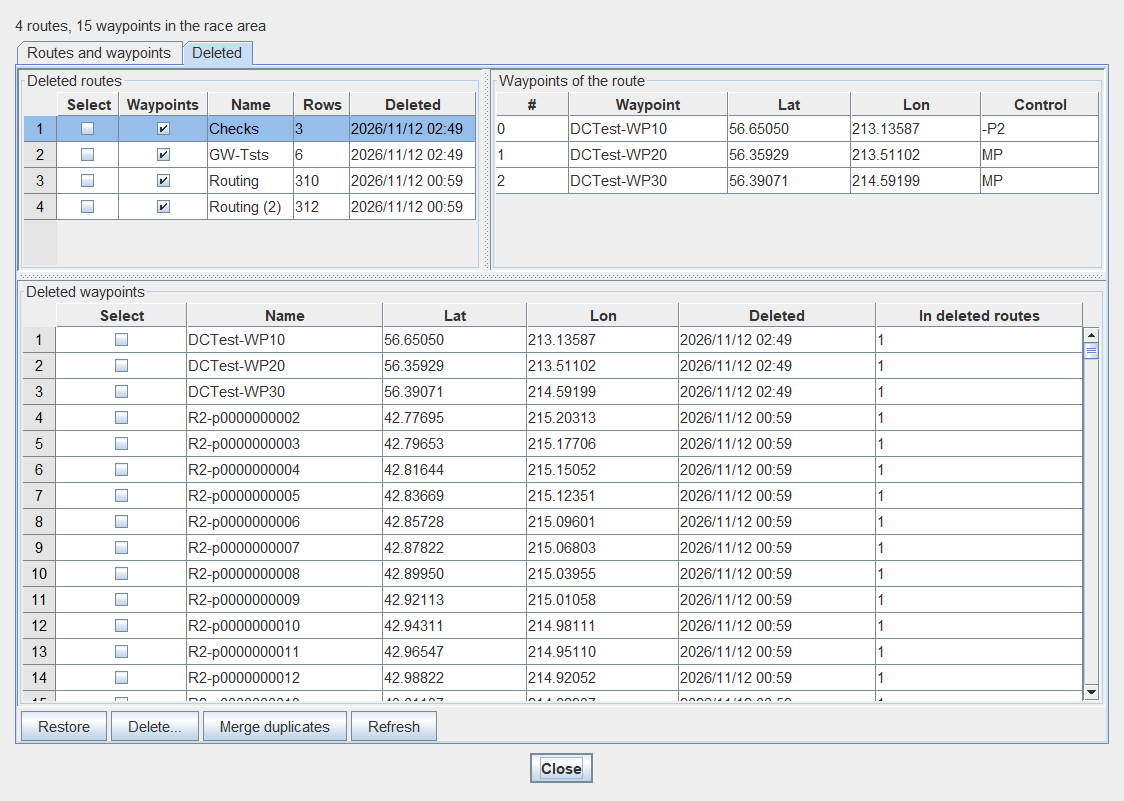 4 routes, 15 waypoints in the race area
Routes and waypoints Deleted
Deleted routes
Select Waypoints Name Rows Deleted
1 Checks 3 2026/11/12 02:49
2 GW-Tsts 6 2026/11/12 02:49
3 Routing 310 2026/11/12 00:59
4 Routing (2) 312 2026/11/12 00:59
Waypoints of the route
# Waypoint Lat Lon Control
0 DCTest-WP10 56.65050 213.13587 -P2
1 DCTest-WP20 56.35929 213.51102 MP
2 DCTest-WP30 56.39071 214.59199 MP
Deleted waypoints
Select Name Lat Lon Deleted In deleted routes
1 DCTest-WP10 56.65050 213.13587 2026/11/12 02:49 1
2 DCTest-WP20 56.35929 213.51102 2026/11/12 02:49 1
3 DCTest-WP30 56.39071 214.59199 2026/11/12 02:49 1
4 R2-p0000000002 42.77695 215.20313 2026/11/12 00:59 1
5 R2-p0000000003 42.79653 215.17706 2026/11/12 00:59 1
6 R2-p0000000004 42.81644 215.15052 2026/11/12 00:59 1
7 R2-p0000000005 42.83669 215.12351 2026/11/12 00:59 1
8 R2-p0000000006 42.85728 215.09601 2026/11/12 00:59 1
9 R2-p0000000007 42.87822 215.06803 2026/11/12 00:59 1
10 R2-p0000000008 42.89950 215.03955 2026/11/12 00:59 1
11 R2-p0000000009 42.92113 215.01058 2026/11/12 00:59 1
12 R2-p0000000010 42.94311 214.98111 2026/11/12 00:59 1
13 R2-p0000000011 42.96547 214.95110 2026/11/12 00:59 1
14 R2-p0000000012 42.98822 214.92052 2026/11/12 00:59 1
Restore Delete... Merge duplicates Refresh
Close